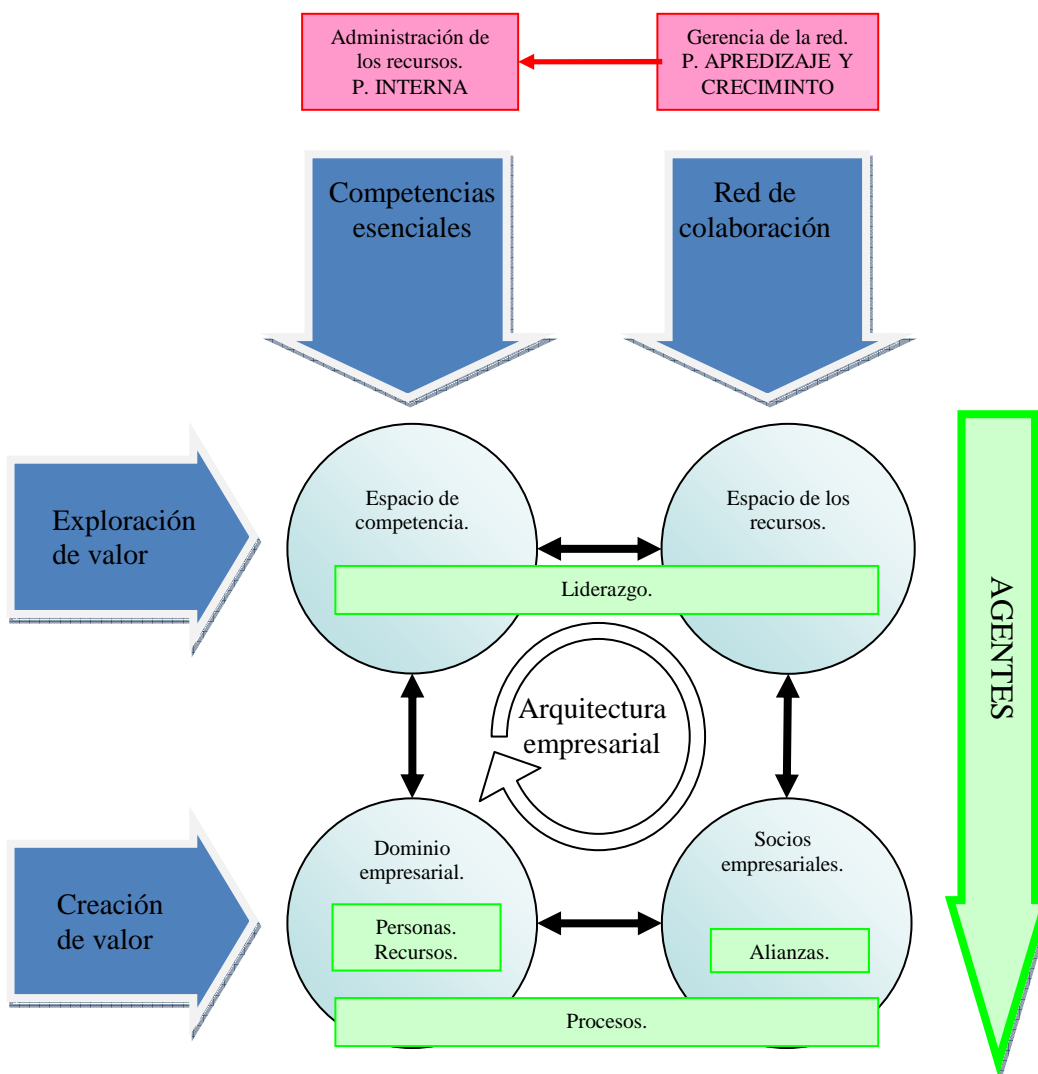 Administración de
los recursos.
P. INTERNA
Gerencia de la red.
P. APREDIZAJE Y
CRECIMINTO
Competencias
esenciales
Red de
colaboración
Exploración
de valor
Espacio de
competencia.
Espacio de los
recursos.
Liderazgo.
AGENTES
Arquitectura
empresarial
Creación
de valor
Dominio
empresarial.
Personas.
Recursos.
Socios
empresariales.
Alianzas.
Procesos.